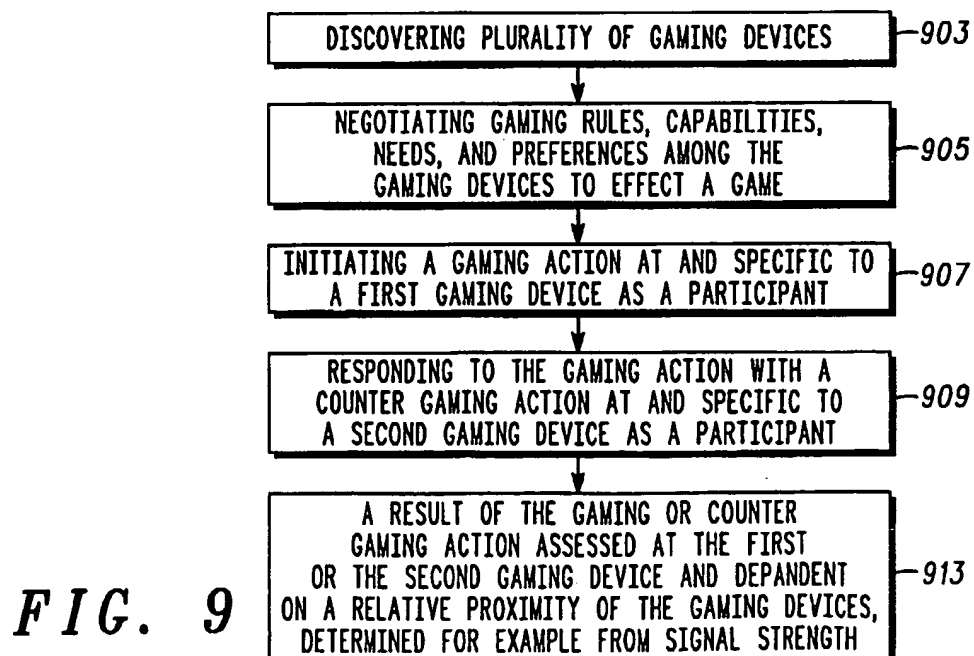 DISCOVERING PLURALITY OF GAMING DEVICES
903
NEGOTIATING GAMING RULES, CAPABILITIES,
NEEDS, AND PREFERENCES AMONG THE
GAMING DEVICES TO EFFECT A GAME
905
INITIATING A GAMING ACTION AT AND SPECIFIC TO
A FIRST GAMING DEVICE AS A PARTICIPANT
907
RESPONDING TO THE GAMING ACTION WITH A
COUNTER GAMING ACTION AT AND SPECIFIC TO
A SECOND GAMING DEVICE AS A PARTICIPANT
909
A RESULT OF THE GAMING OR COUNTER
GAMING ACTION ASSESSED AT THE FIRST
OR THE SECOND GAMING DEVICE AND DEPANDENT
ON A RELATIVE PROXIMITY OF THE GAMING DEVICES,
DETERMINED FOR EXAMPLE FROM SIGNAL STRENGTH
913
FIG. 9